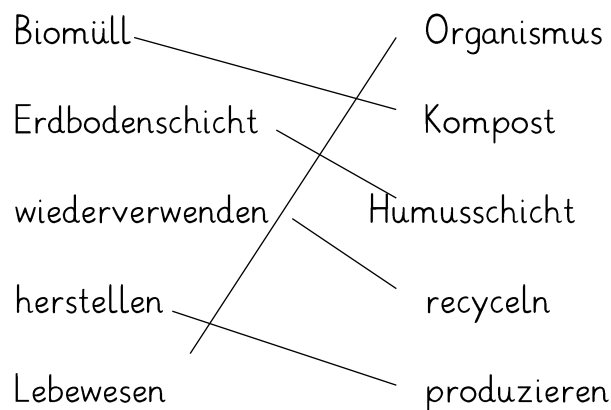 Biomüll Organismus
Erdbodenschicht Kompost
wiederverwenden Humusschicht
herstellen recyceln
Lebewesen produzieren